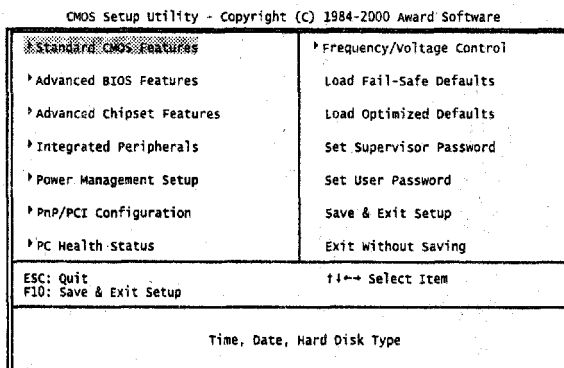 CMOS Setup Utility - Copyright (C) 1984-2000 Award Software
Standard CMOS Features
Advanced BIOS Features
Advanced Chipset Features
Integrated Peripherals
Power Management Setup
PnP/PCI Configuration
PC Health Status
Frequency/Voltage Control
Load Fail-Safe Defaults
Load Optimized Defaults
Set Supervisor Password
Set User Password
Save & Exit Setup
Exit Without Saving
ESC: Quit
F10: Save & Exit Setup
↑↓←→ Select Item
Time, Date, Hard Disk Type